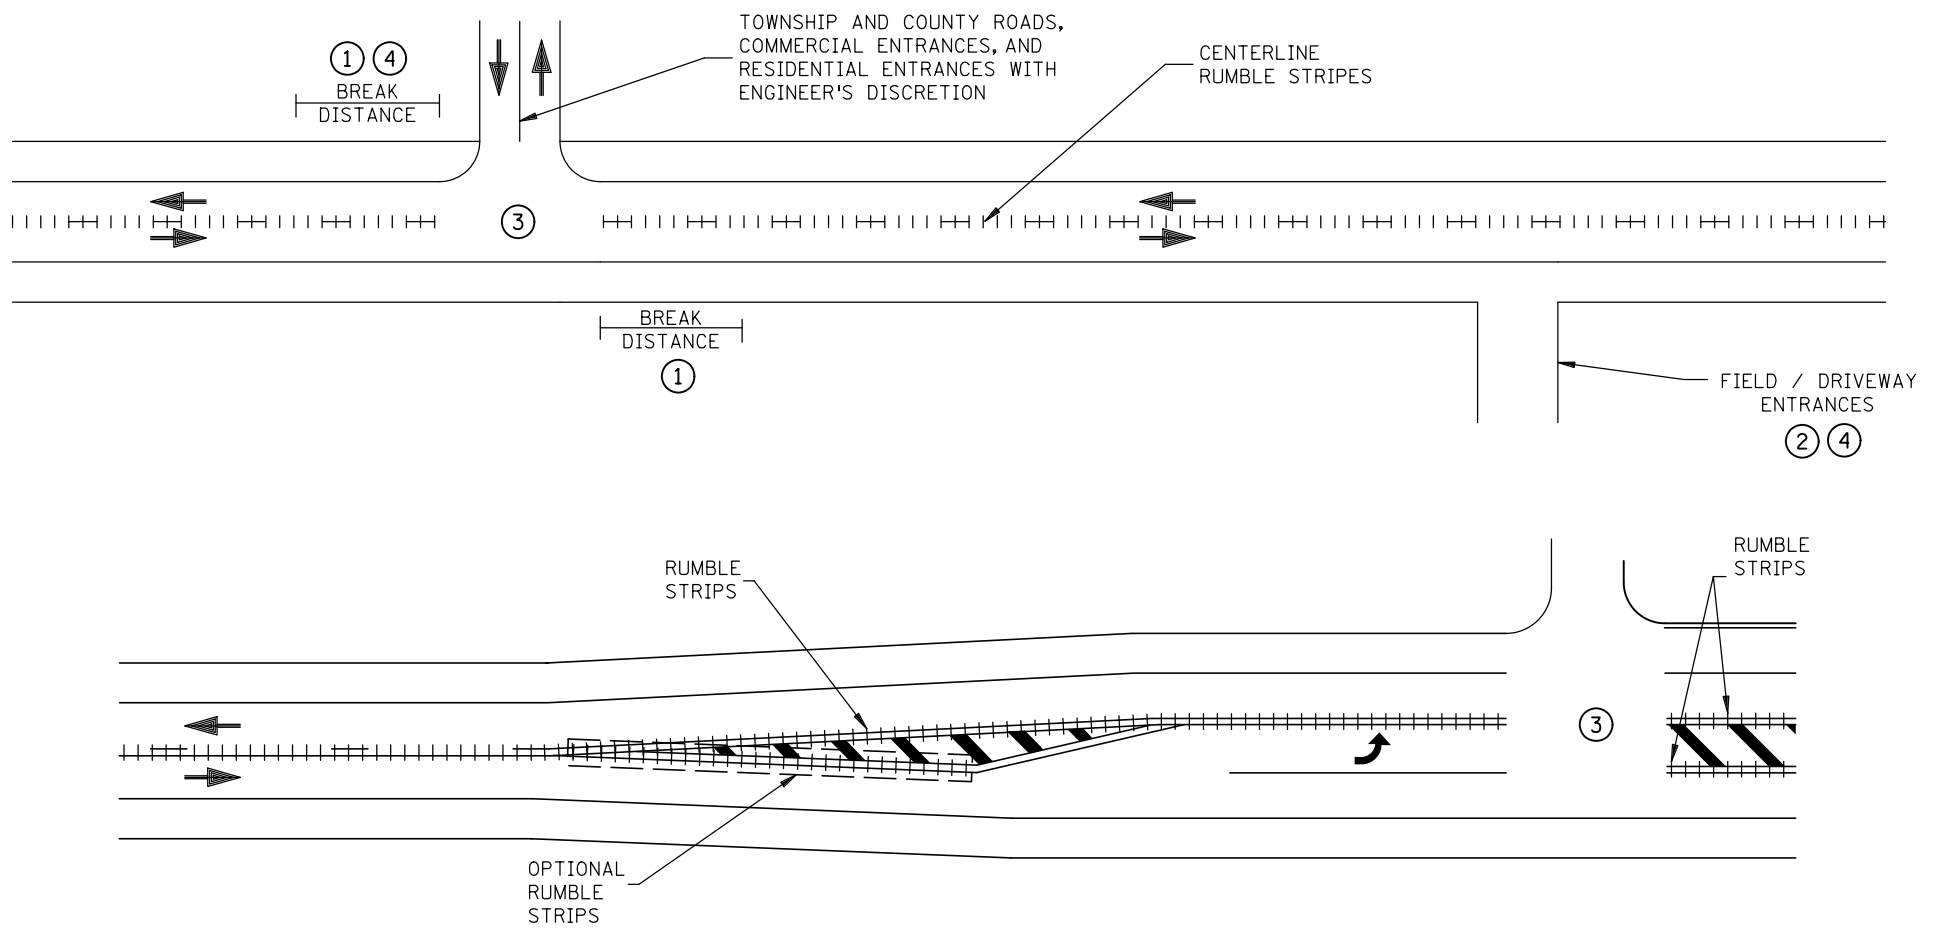 TOWNSHIP AND COUNTY ROADS,
COMMERCIAL ENTRANCES, AND
RESIDENTIAL ENTRANCES WITH
ENGINEER'S DISCRETION
CENTERLINE
RUMBLE STRIPES
1 4
BREAK
DISTANCE
3
BREAK
DISTANCE
1
FIELD / DRIVEWAY
ENTRANCES
2 4
RUMBLE
STRIPS
RUMBLE
STRIPS
3
OPTIONAL
RUMBLE
STRIPS